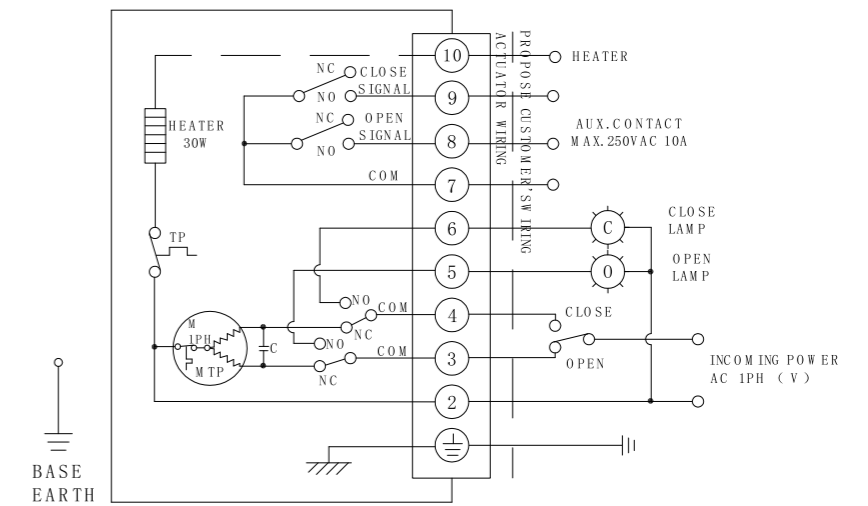 10
HEATER
NC
CLOSE
SIGNAL
NO
9
NC
OPEN
SIGNAL
NO
8
AUX.CONTACT
MAX.250VAC 10A
HEATER
30W
COM
7
ACTUATOR WIRING
PROPOSE CUSTOMER'SWIRING
TP
6
C
CLOSE
LAMP
5
O
OPEN
LAMP
NO
COM
4
CLOSE
NC
M
1PH
MTP
C
NO
COM
3
OPEN
NC
INCOMING POWER
AC 1PH （V）
2
BASE
EARTH